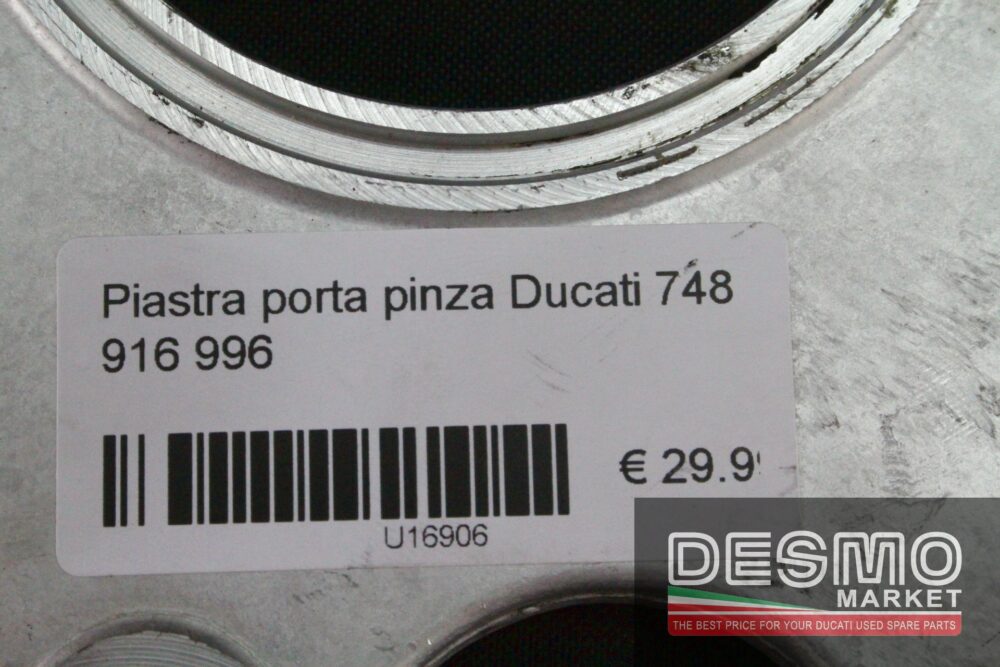 Piastra porta pinza Ducati 748
916 996
€ 29.9
U16906
DESMO
MARKET
THE BEST PRICE FOR YOUR DUCATI USED SPARE PARTS